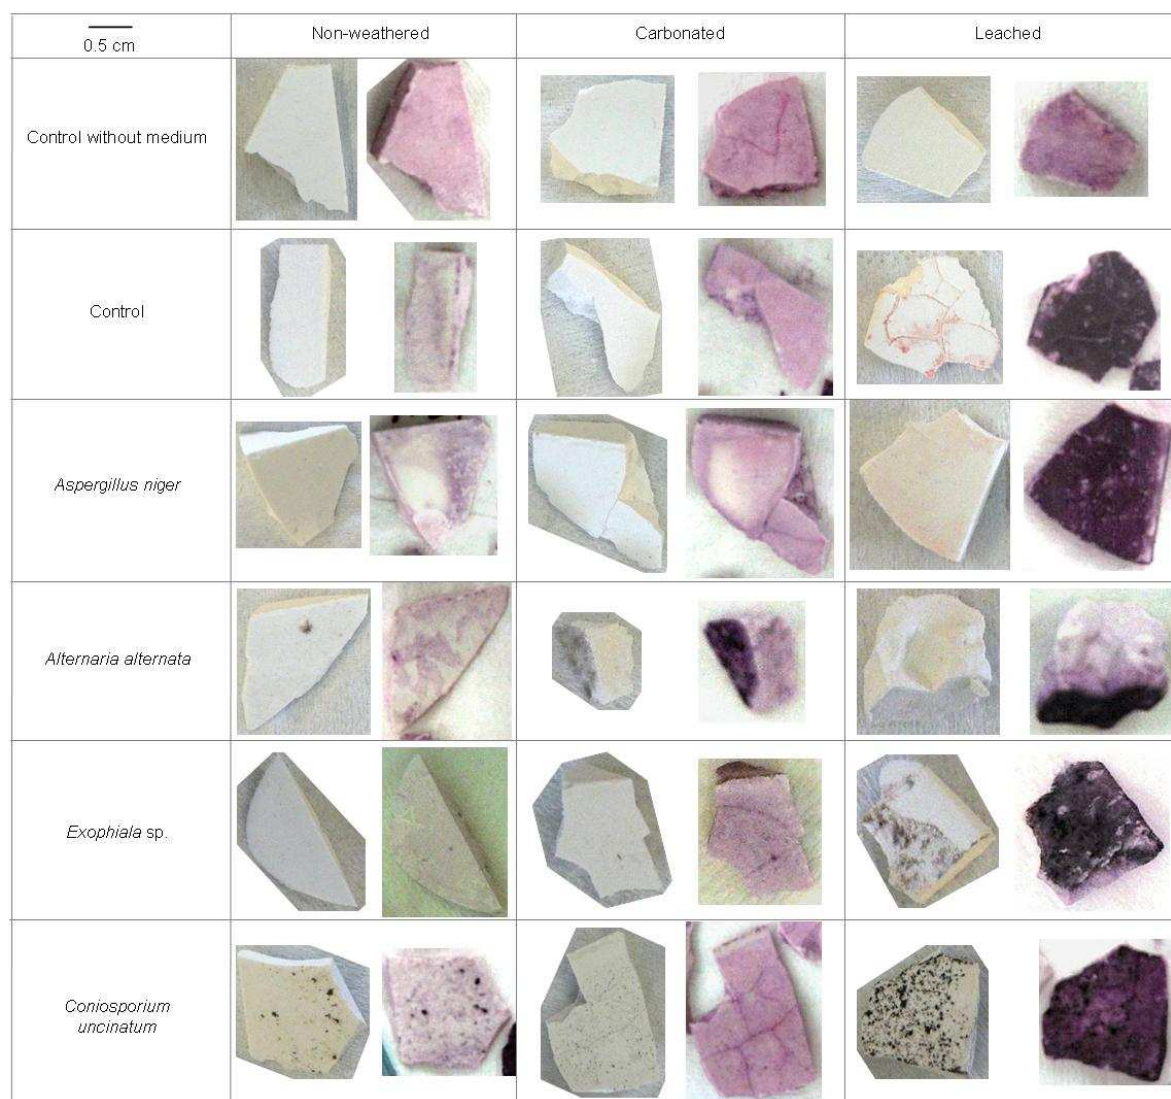 0.5 cm
Non-weathered
Carbonated
Leached
Control without medium
Control
Aspergillus niger
Alternaria alternata
Exophiala sp.
Coniosporium
uncinatum